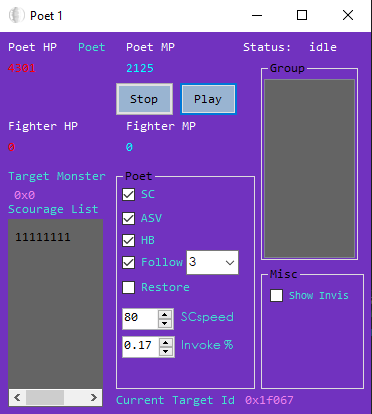 Poet 1
Poet HP Poet Poet MP Status: idle
4301 2125
Group
Stop Play
Fighter HP Fighter MP
0 0
Target Monster
0x0
Scourage List
11111111
Poet
SC
ASV
HB
Follow 3
Restore
80 SCspeed
0.17 Invoke %
Misc
Show Invis
Current Target Id 0x1f067